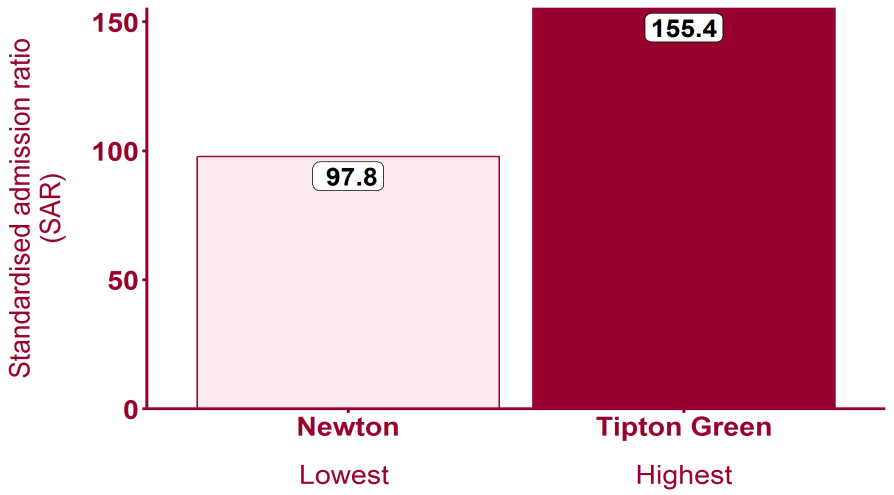 Standardised admission ratio
(SAR)
150
100
50
0
97.8
155.4
Newton
Tipton Green
Lowest
Highest